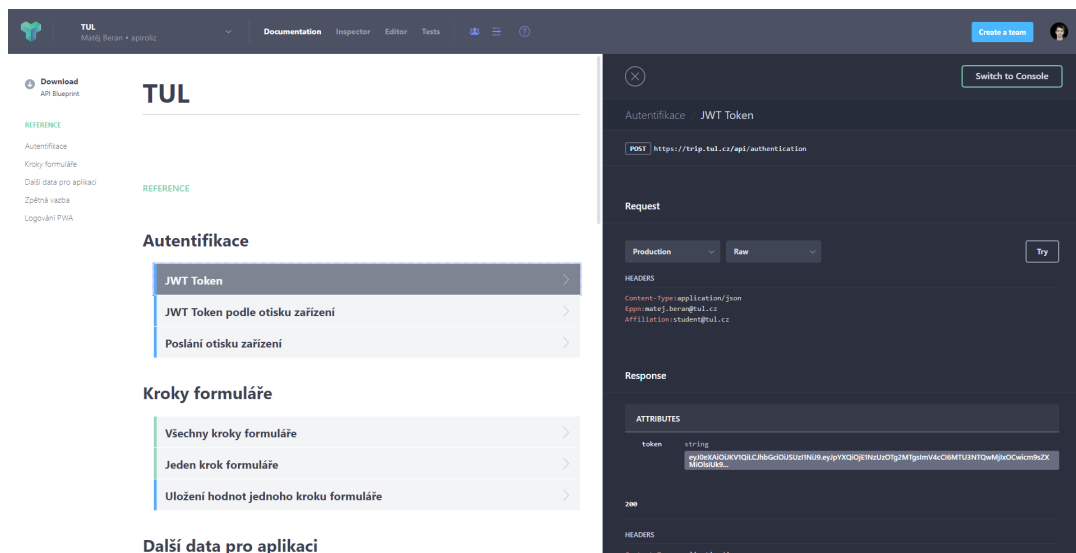 TUL
Matěj Beran • apiroliz
Documentation Inspector Editor Tests
Create a team
Download
API Blueprint
REFERENCE
Autentifikace
Kroky formuláře
Další data pro aplikaci
Zpětná vazba
Logování PWA
TUL
REFERENCE
Autentifikace
JWT Token
JWT Token podle otisku zařízení
Poslání otisku zařízení
Kroky formuláře
Všechny kroky formuláře
Jeden krok formuláře
Uložení hodnot jednoho kroku formuláře
Další data pro aplikaci
Switch to Console
Autentifikace / JWT Token
POST https://trip.tul.cz/api/authentication
Request
Production Raw Try
HEADERS
Content-Type:application/json
Eppn:matej.beran@tul.cz
Affiliation:student@tul.cz
Response
ATTRIBUTES
token string
200
HEADERS